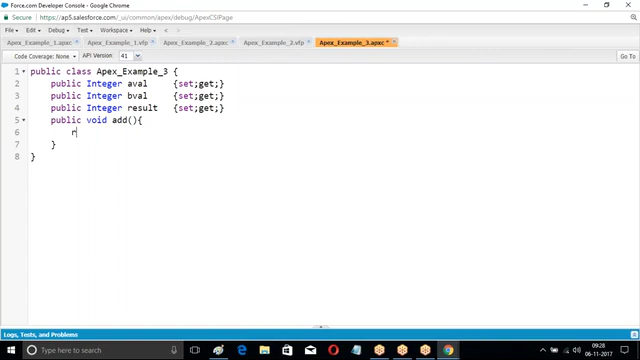 Force.com Developer Console - Google Chrome
Secure https://ap5.salesforce.com/_ui/common/apex/debug/ApexCSIPage
File Edit Debug Test Workspace Help < >
Apex_Example_1.apxc Apex_Example_1.vfp Apex_Example_2.apxc Apex_Example_2.vfp Apex_Example_3.apxc *
Code Coverage: None API Version: 41 Go To
1 public class Apex_Example_3 {
2 public Integer aval {set;get;}
3 public Integer bval {set;get;}
4 public Integer result {set;get;}
5 public void add(){
6 r
7 }
8 }
Logs, Tests, and Problems
Type here to search
09:28
06-11-2017